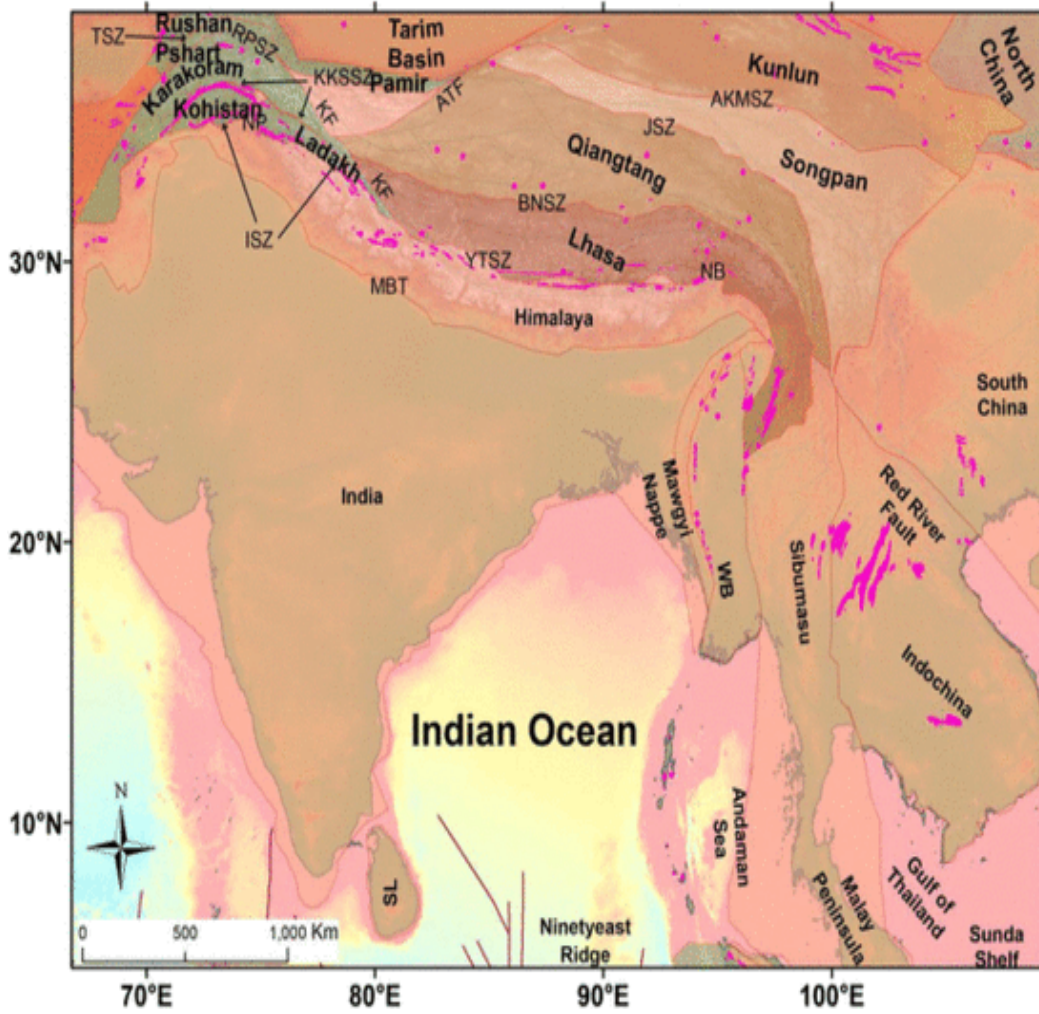 Rushan
TSZ
RPSZ
Pshart
Karakoram
KKSSZ
Kohistan
NP
KF
Ladakh
KF
ISZ
Tarim
Basin
Pamir
ATF
Kunlun
AKMSZ
JSZ
North
China
Qiangtang
Songpan
BNSZ
Lhasa
YTSZ
NB
MBT
Himalaya
South
China
India
Mawgyi
Nappe
WB
Sibumasu
Red River
Fault
Indochina
Indian Ocean
Andaman
Sea
Malay
Peninsula
Gulf of
Thailand
Sunda
Shelf
Ninetyeast
Ridge
SL
N
0 500 1,000 Km
30°N
20°N
10°N
70°E 80°E 90°E 100°E